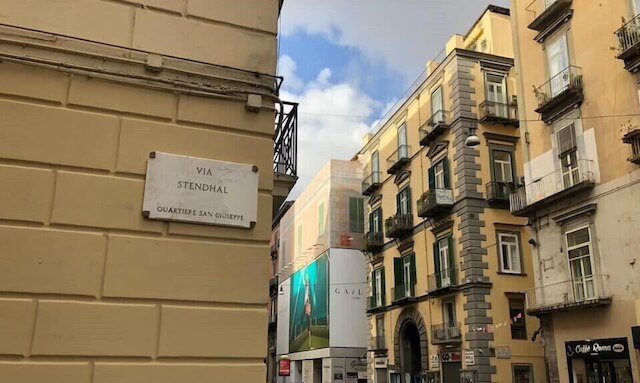 VIA
STENDHAL
QUARTIERE SAN GIUSEPPE
Caffè Roma